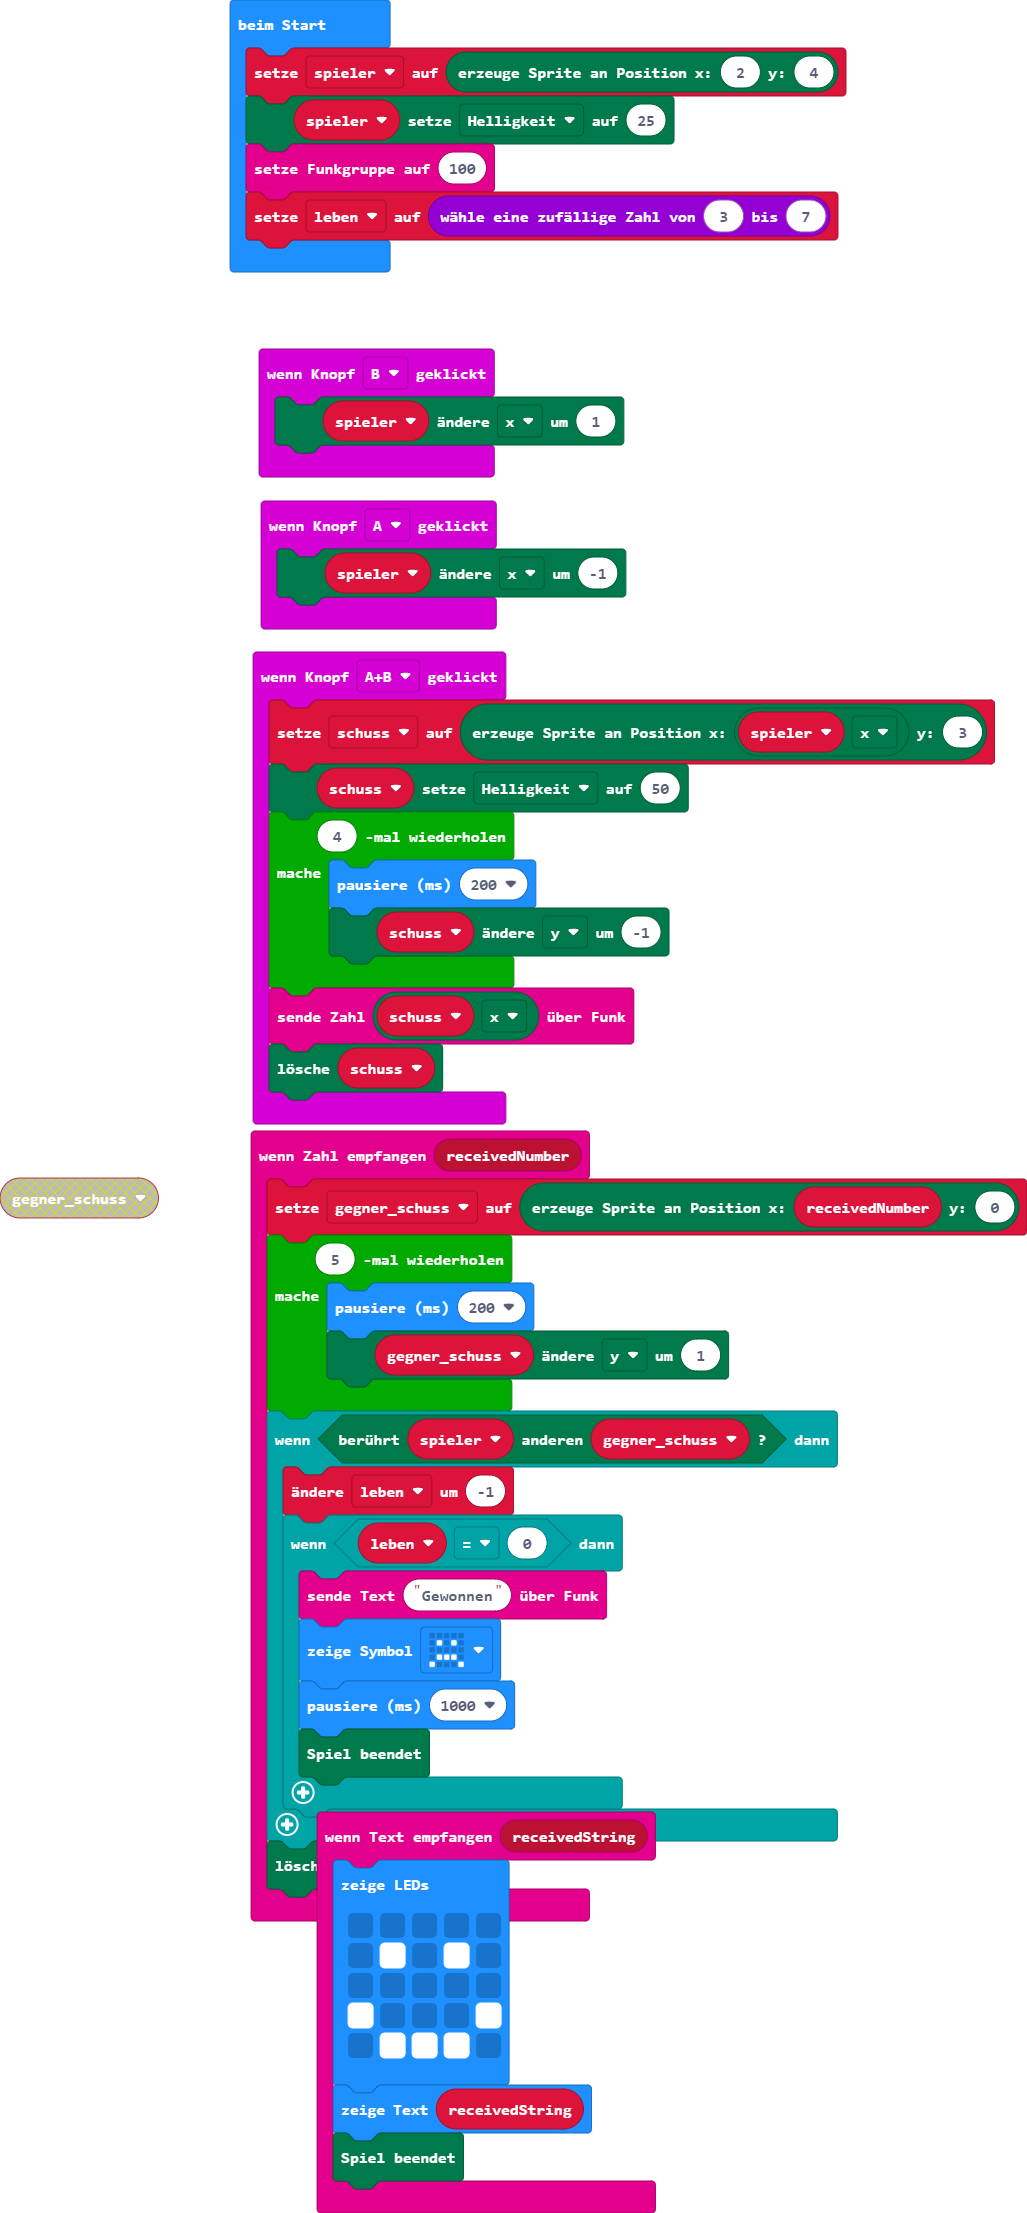 beim Start
setze spieler auf erzeuge Sprite an Position x: 2 y: 4
spieler setze Helligkeit auf 25
setze Funkgruppe auf 100
setze leben auf wähle eine zufällige Zahl von 3 bis 7
wenn Knopf B geklickt
spieler ändere x um 1
wenn Knopf A geklickt
spieler ändere x um -1
wenn Knopf A+B geklickt
setze schuss auf erzeuge Sprite an Position x: spieler x y: 3
schuss setze Helligkeit auf 50
4 -mal wiederholen
mache
pausiere (ms) 200
schuss ändere y um -1
sende Zahl schuss x über Funk
lösche schuss
wenn Zahl empfangen receivedNumber
gegner_schuss
setze gegner_schuss auf erzeuge Sprite an Position x: receivedNumber y: 0
5 -mal wiederholen
mache
pausiere (ms) 200
gegner_schuss ändere y um 1
wenn berührt spieler anderen gegner_schuss ? dann
ändere leben um -1
wenn leben = 0 dann
sende Text "Gewonnen" über Funk
zeige Symbol
pausiere (ms) 1000
Spiel beendet
wenn Text empfangen receivedString
lösch
zeige LEDs
zeige Text receivedString
Spiel beendet